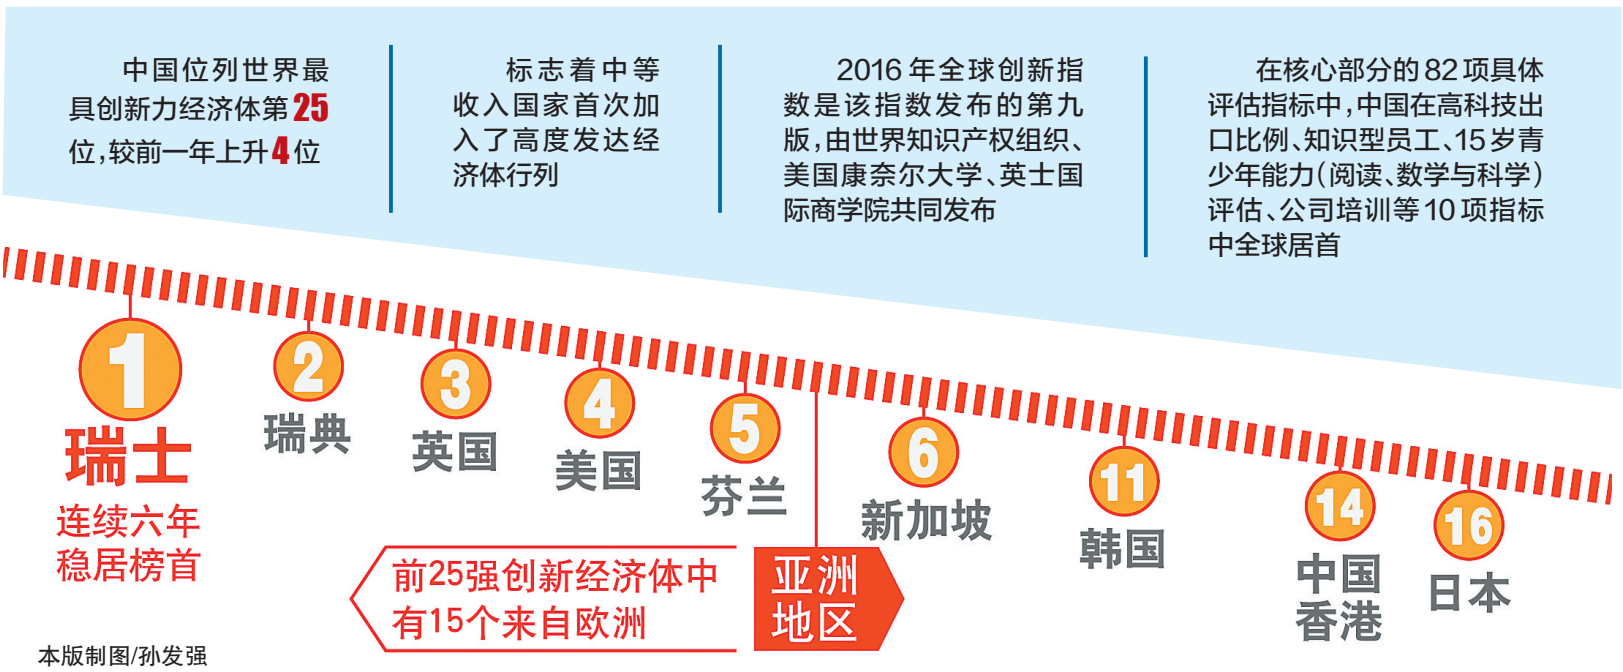 中国位列世界最
具创新力经济体第25
位,较前一年上升4位
标志着中等
收入国家首次加
入了高度发达经
济体行列
2016年全球创新指
数是该指数发布的第九
版,由世界知识产权组织、
美国康奈尔大学、英士国
际商学院共同发布
在核心部分的82项具体
评估指标中,中国在高科技出
口比例、知识型员工、15岁青
少年能力(阅读、数学与科学)
评估、公司培训等10项指标
中全球居首
1
瑞士
连续六年
稳居榜首
2
瑞典
3
英国
4
美国
5
芬兰
前25强创新经济体中
有15个来自欧洲
亚洲
地区
6
新加坡
11
韩国
14
中国
香港
16
日本
本版制图/孙发强